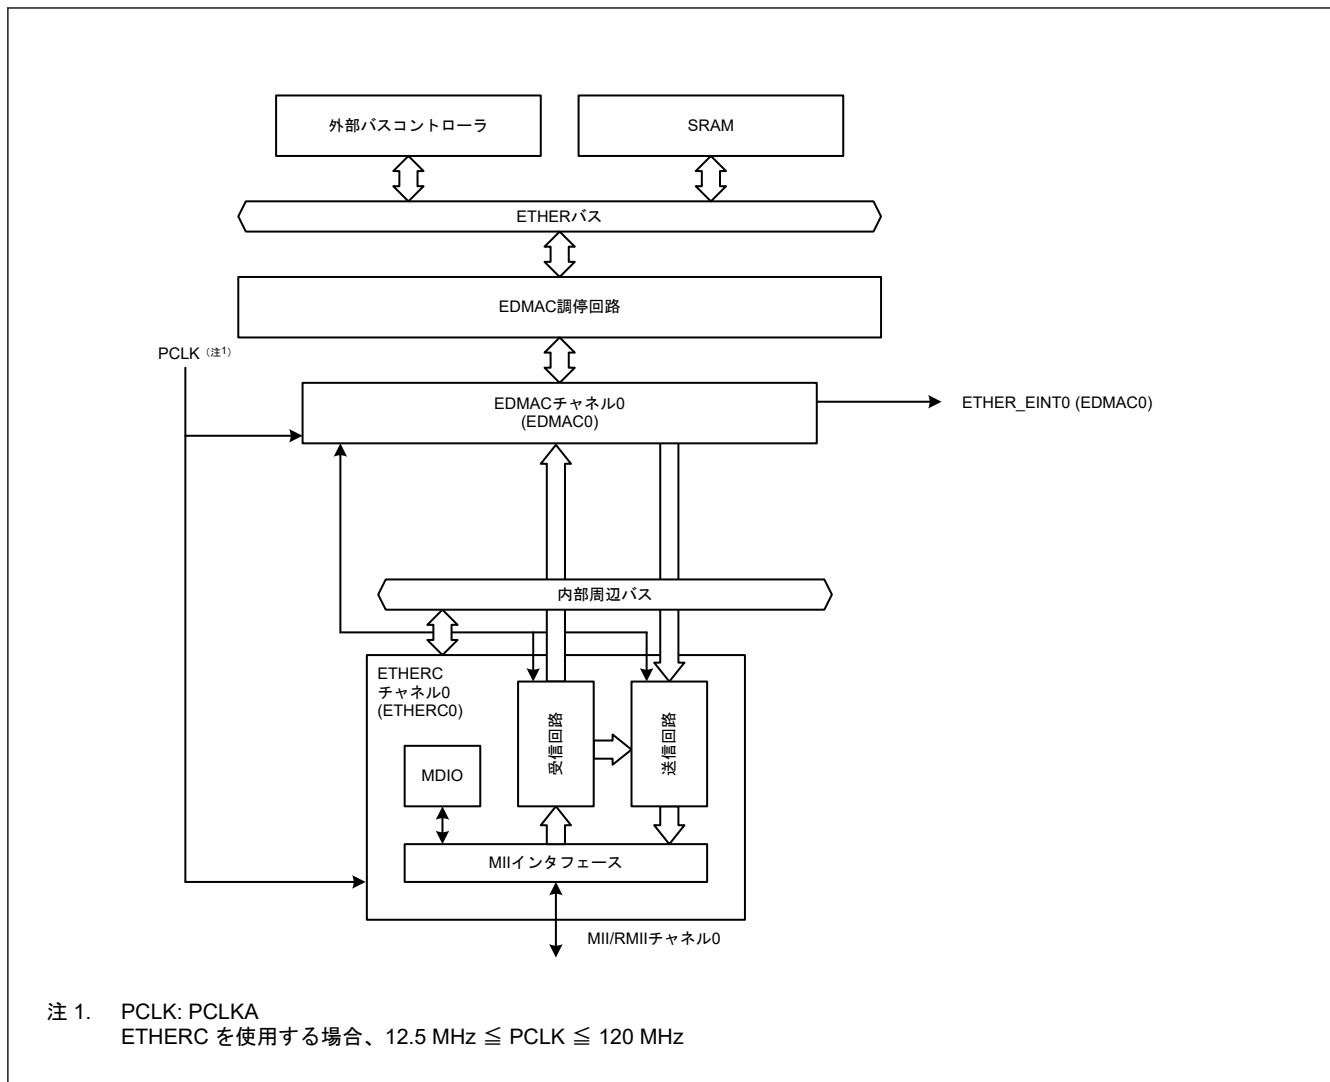 外部バスコントローラ
SRAM
ETHERバス
EDMAC調停回路
PCLK（注1）
EDMACチャネル0
(EDMAC0)
ETHER_EINT0 (EDMAC0)
内部周辺バス
ETHERC
チャネル0
(ETHERC0)
受信回路
送信回路
MDIO
MIIインタフェース
MII/RMIIチャネル0
注 1. PCLK: PCLKA
ETHERC を使用する場合、12.5 MHz ≦ PCLK ≦ 120 MHz